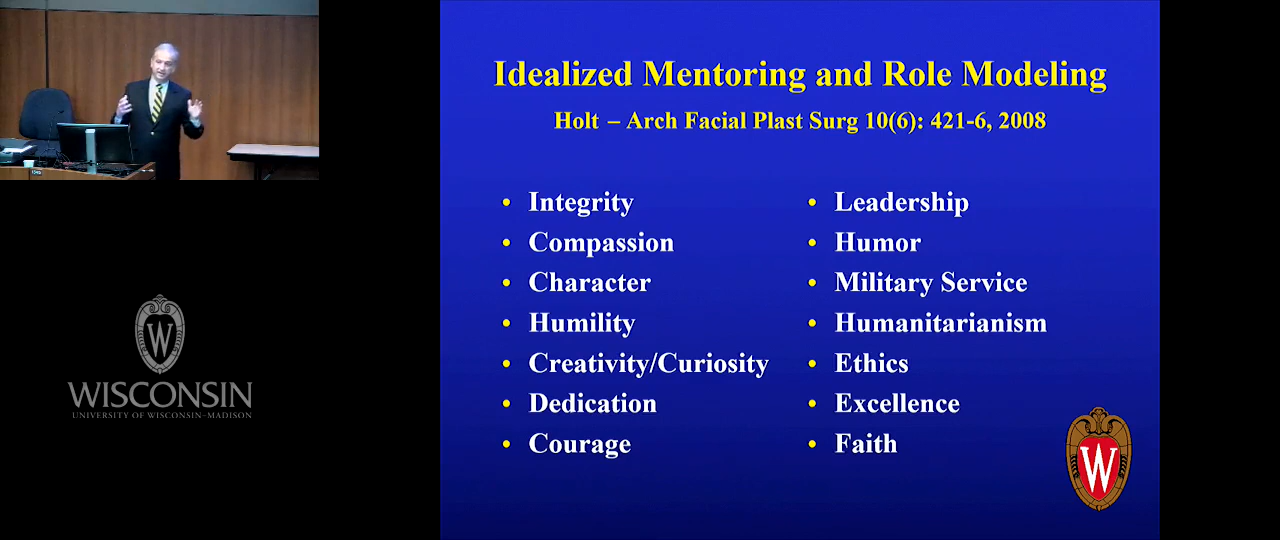 Idealized Mentoring and Role Modeling
Holt – Arch Facial Plast Surg 10(6): 421-6, 2008
• Integrity
• Compassion
• Character
• Humility
• Creativity/Curiosity
• Dedication
• Courage
• Leadership
• Humor
• Military Service
• Humanitarianism
• Ethics
• Excellence
• Faith
W
W
WISCONSIN
UNIVERSITY OF WISCONSIN–MADISON